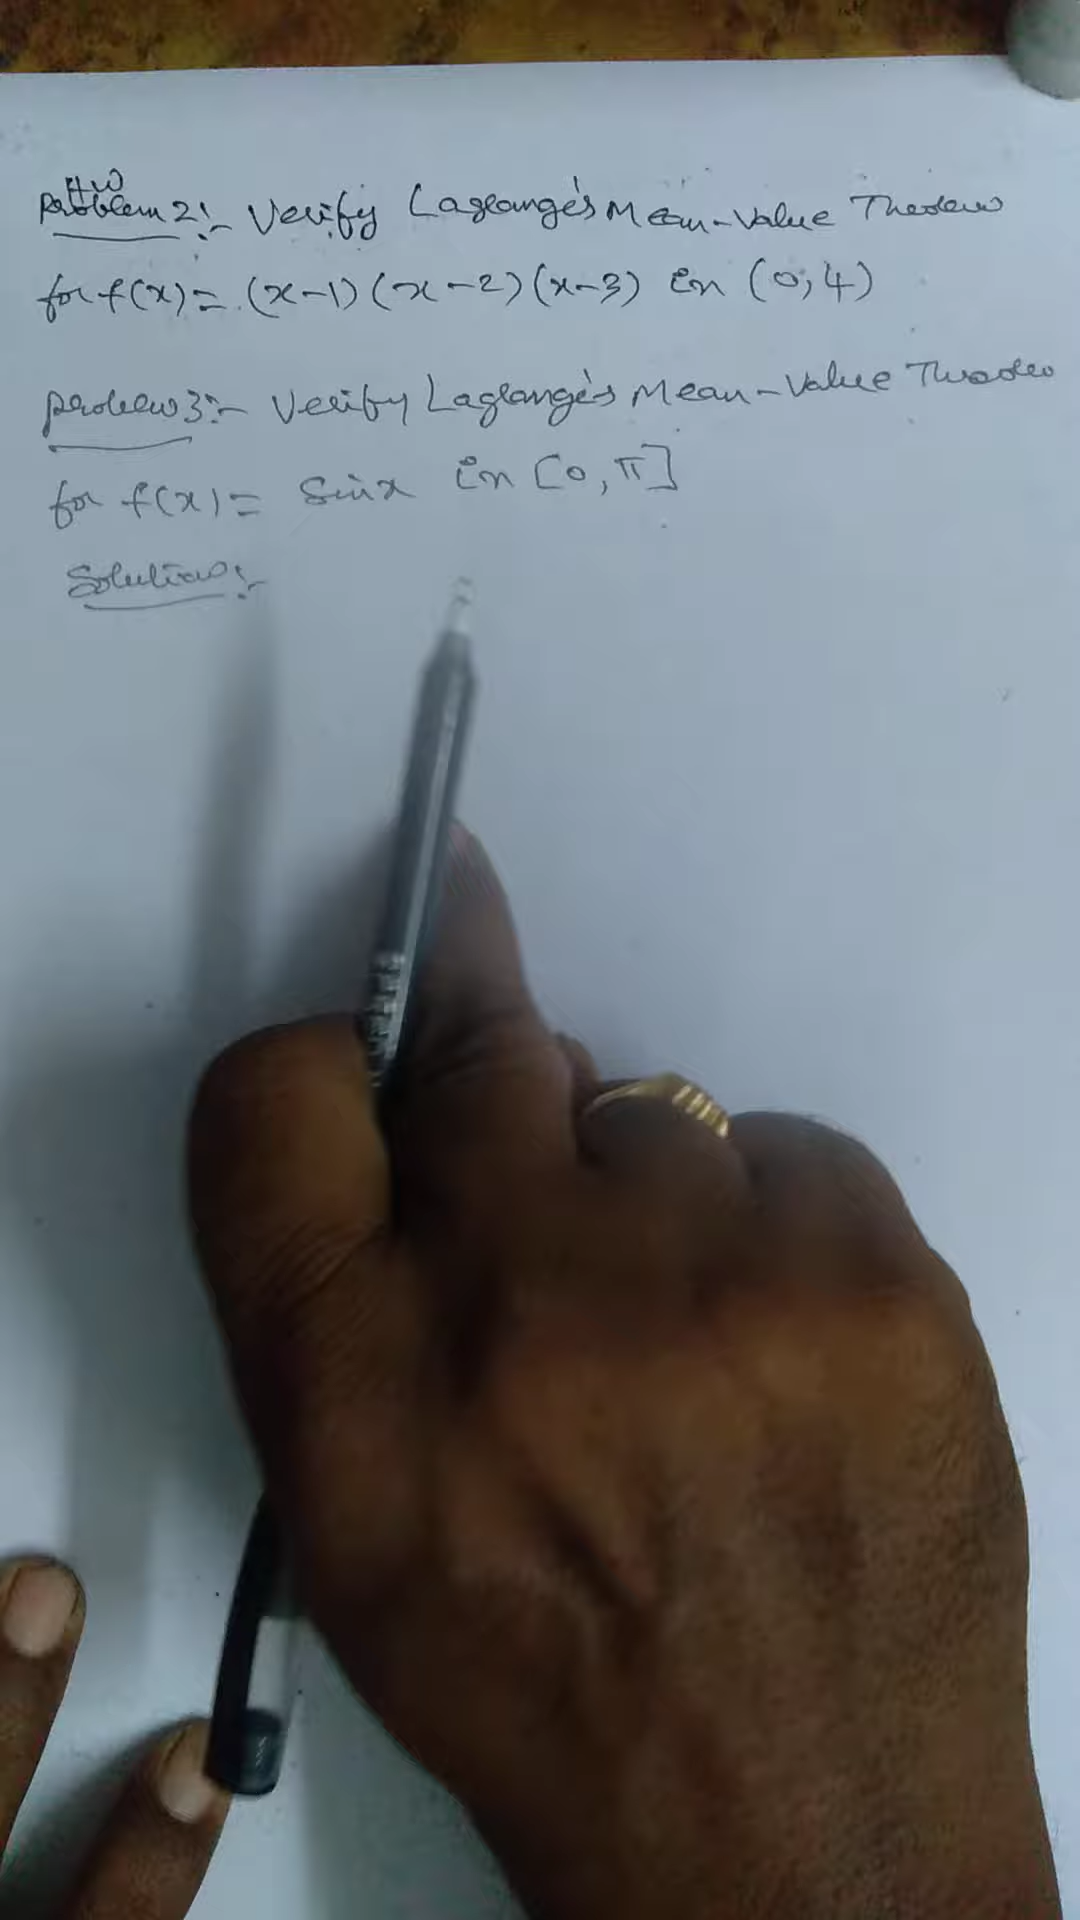 HW
Problem 2:- Verify Lagrange's Mean-Value Theorem
for f(x) = (x-1)(x-2)(x-3) in (0,4)
Problem 3:- Verify Lagrange's Mean-Value Theorem
for f(x) = Sinx in [0, π]
Solution:-